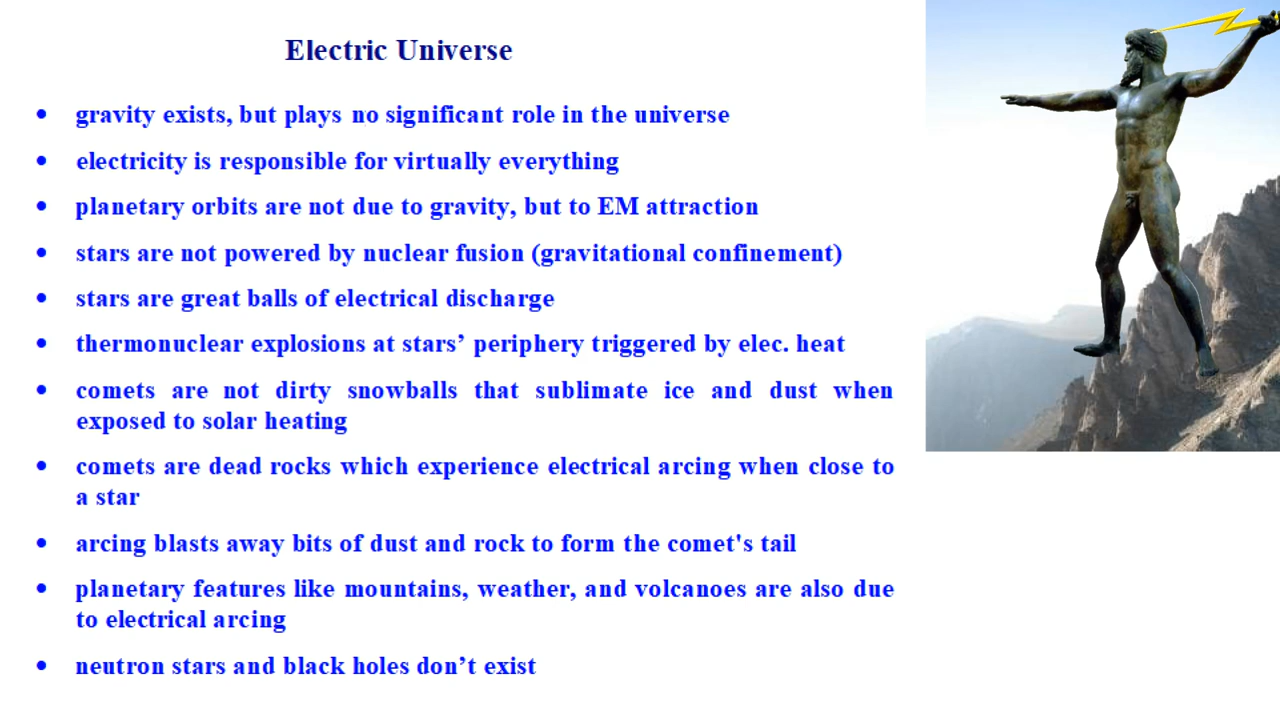 Electric Universe
• gravity exists, but plays no significant role in the universe
• electricity is responsible for virtually everything
• planetary orbits are not due to gravity, but to EM attraction
• stars are not powered by nuclear fusion (gravitational confinement)
• stars are great balls of electrical discharge
• thermonuclear explosions at stars’ periphery triggered by elec. heat
• comets are not dirty snowballs that sublimate ice and dust when
exposed to solar heating
• comets are dead rocks which experience electrical arcing when close to
a star
• arcing blasts away bits of dust and rock to form the comet's tail
• planetary features like mountains, weather, and volcanoes are also due
to electrical arcing
• neutron stars and black holes don’t exist